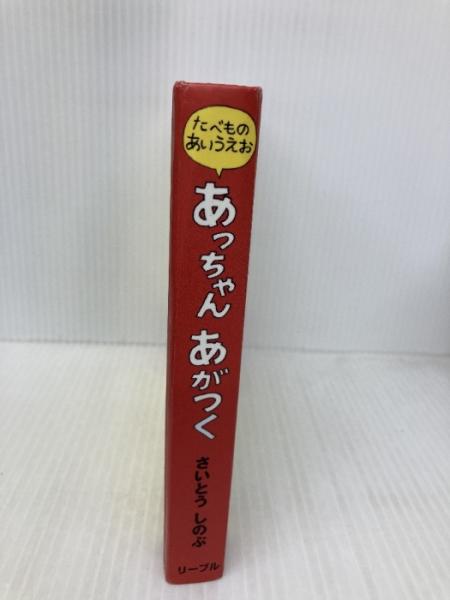 たべもの
あいうえお
あっちゃん あがつく
さいとう しのぶ
リーブル